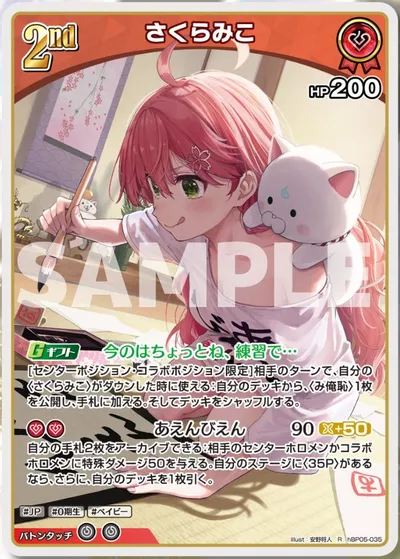 2nd
さくらみこ
HP200
SAMPLE
ギフト 今のはちょっとね、練習で…
[センターポジション・コラボポジション限定]相手のターンで、自分の
〈さくらみこ〉がダウンした時に使える：自分のデッキから、〈み俺恥〉1枚
を公開し、手札に加える。そしてデッキをシャッフルする。
あえんびえん 90 +50
自分の手札2枚をアーカイブできる：相手のセンターホロメンかコラボ
ホロメンに特殊ダメージ50を与える。自分のステージに〈35P〉がある
なら、さらに、自分のデッキを1枚引く。
#JP #0期生 #ベイビー
バトンタッチ
illust：安野将人 R hBP05-035